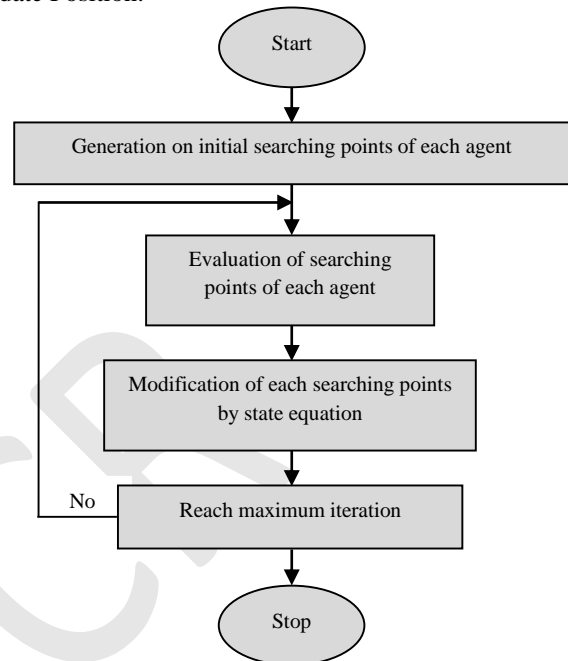 date Position.
Start
Generation on initial searching points of each agent
Evaluation of searching
points of each agent
Modification of each searching points
by state equation
No
Reach maximum iteration
Stop